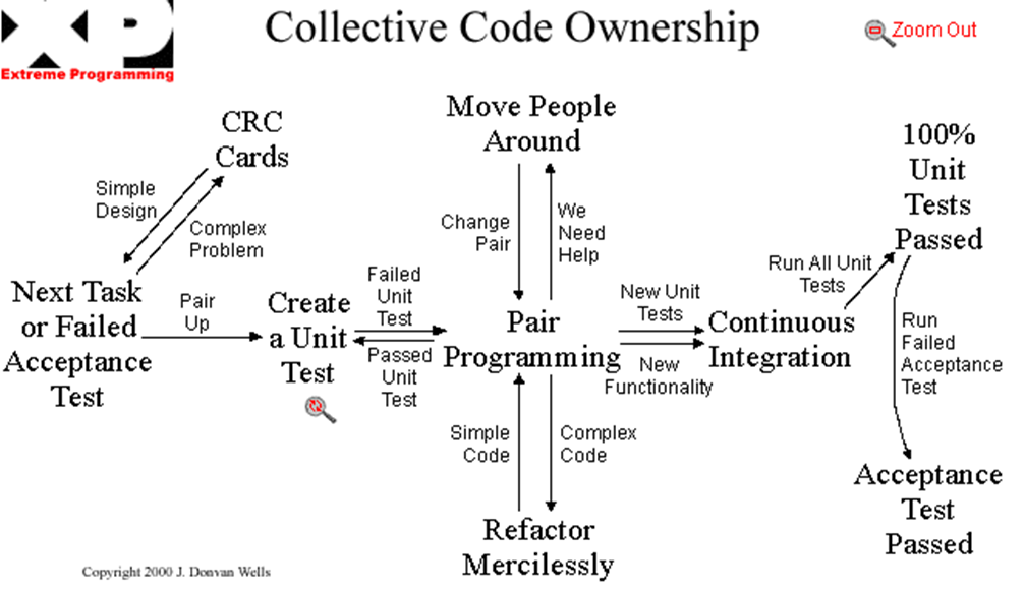 XP
Extreme Programming
Collective Code Ownership
Zoom Out
CRC
Cards
Simple
Design
Complex
Problem
Next Task
or Failed
Acceptance
Test
Pair
Up
Create
a Unit
Test
Failed
Unit
Test
Passed
Unit
Test
Move People
Around
Change
Pair
We
Need
Help
Pair
Programming
Simple
Code
Complex
Code
Refactor
Mercilessly
New Unit
Tests
New
Functionality
Continuous
Integration
Run All Unit
Tests
100%
Unit
Tests
Passed
Run
Failed
Acceptance
Test
Acceptance
Test
Passed
Copyright 2000 J. Donvan Wells